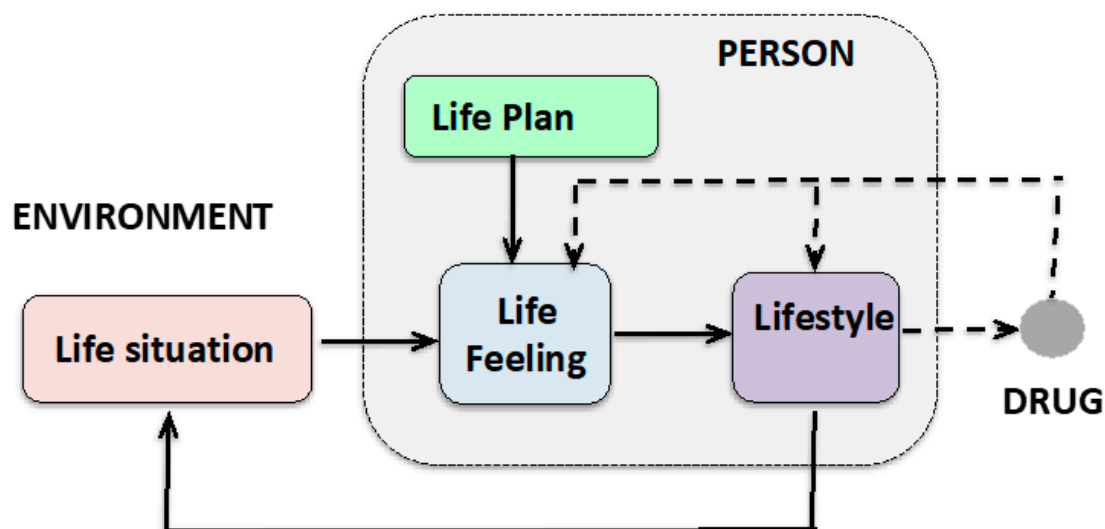 PERSON
Life Plan
ENVIRONMENT
Life situation
Life
Feeling
Lifestyle
DRUG